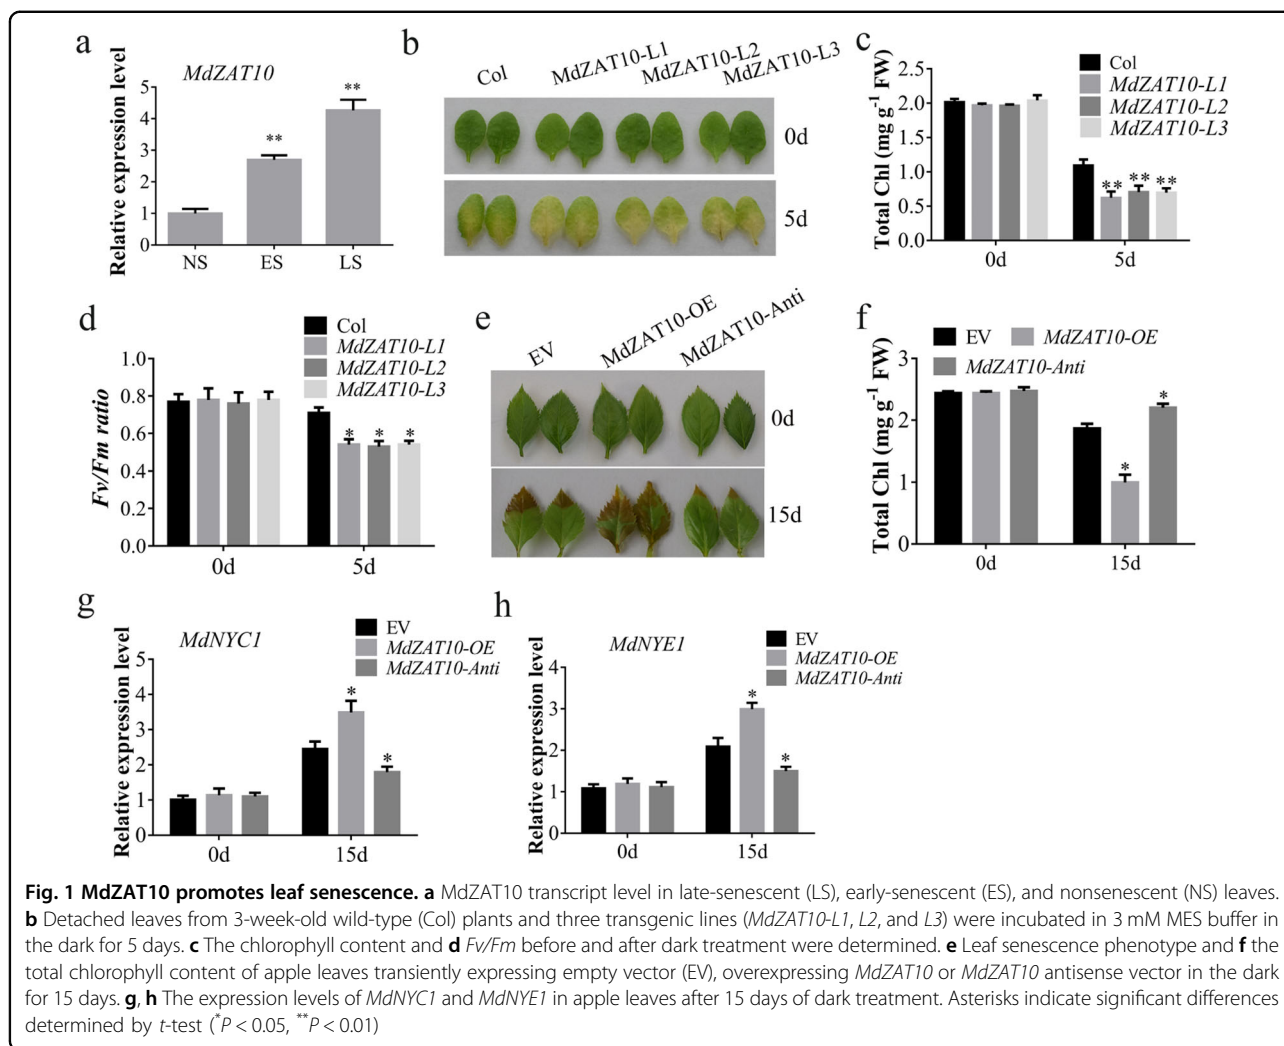 a
MdZAT10
Relative expression level
5
4
3
2
1
0
**
**
NS ES LS
b
Col MdZAT10-L1 MdZAT10-L2 MdZAT10-L3
0d
5d
c
Col
MdZAT10-L1
MdZAT10-L2
MdZAT10-L3
Total Chl (mg g⁻¹ FW)
2.5
2.0
1.5
1.0
0.5
0.0
** ** **
0d 5d
d
Col
MdZAT10-L1
MdZAT10-L2
MdZAT10-L3
Fv/Fm ratio
1.0
0.8
0.6
0.4
0.2
0.0
* * *
0d 5d
e
EV MdZAT10-OE MdZAT10-Anti
0d
15d
f
EV MdZAT10-OE
MdZAT10-Anti
Total Chl (mg g⁻¹ FW)
3
2
1
0
*
*
0d 15d
g
MdNYC1
EV
MdZAT10-OE
MdZAT10-Anti
Relative expression level
5
4
3
2
1
0
*
*
0d 15d
h
MdNYE1
EV
MdZAT10-OE
MdZAT10-Anti
Relative expression level
4
3
2
1
0
*
*
0d 15d
Fig. 1 MdZAT10 promotes leaf senescence. a MdZAT10 transcript level in late-senescent (LS), early-senescent (ES), and nonsenescent (NS) leaves.
b Detached leaves from 3-week-old wild-type (Col) plants and three transgenic lines (MdZAT10-L1, L2, and L3) were incubated in 3 mM MES buffer in
the dark for 5 days. c The chlorophyll content and d Fv/Fm before and after dark treatment were determined. e Leaf senescence phenotype and f the
total chlorophyll content of apple leaves transiently expressing empty vector (EV), overexpressing MdZAT10 or MdZAT10 antisense vector in the dark
for 15 days. g, h The expression levels of MdNYC1 and MdNYE1 in apple leaves after 15 days of dark treatment. Asterisks indicate significant differences
determined by t-test (*P < 0.05, **P < 0.01)